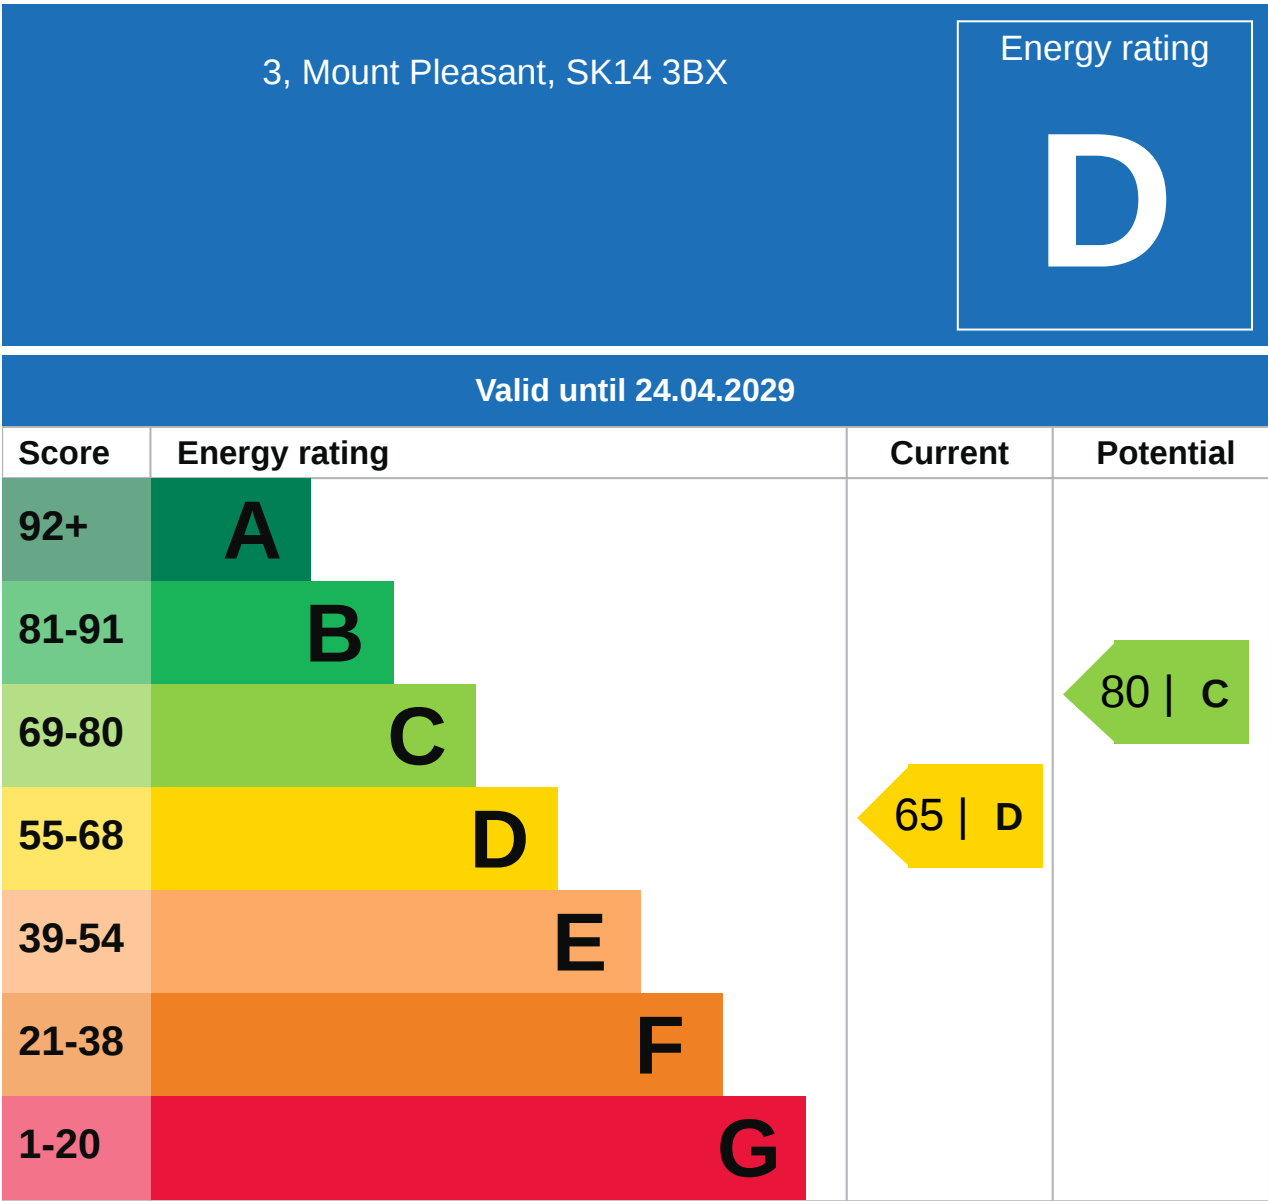 3, Mount Pleasant, SK14 3BX
Energy rating
D
Valid until 24.04.2029
Score Energy rating Current Potential
92+ A
81-91 B
69-80 C
80 | C
55-68 D
65 | D
39-54 E
21-38 F
1-20 G